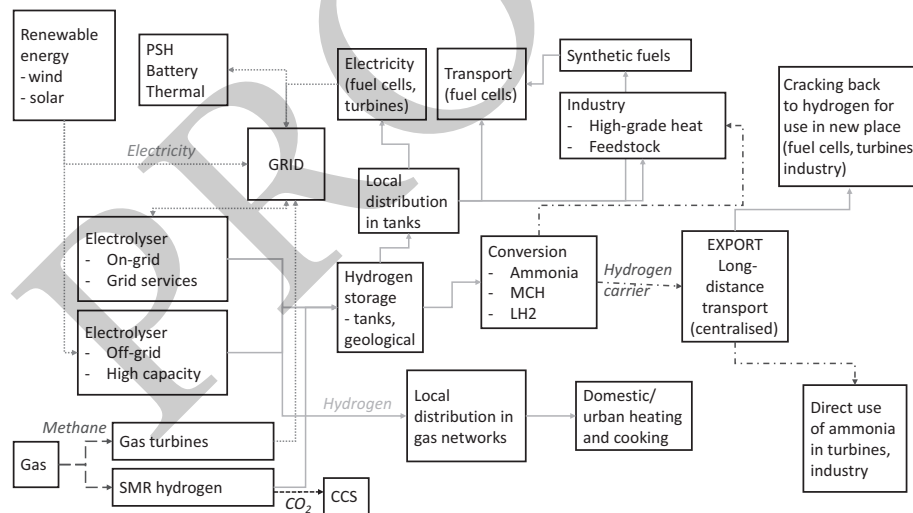 Renewable
energy
- wind
- solar
PSH
Battery
Thermal
Electricity
(fuel cells,
turbines)
Transport
(fuel cells)
Synthetic fuels
Industry
- High-grade heat
- Feedstock
Cracking back
to hydrogen for
use in new place
(fuel cells, turbines
industry)
Electricity
GRID
Local
distribution
in tanks
Electrolyser
- On-grid
- Grid services
Hydrogen
storage
- tanks,
geological
Conversion
- Ammonia
- MCH
- LH2
Hydrogen
carrier
EXPORT
Long-
distance
transport
(centralised)
Electrolyser
- Off-grid
- High capacity
Hydrogen
Local
distribution in
gas networks
Domestic/
urban heating
and cooking
Direct use
of ammonia
in turbines,
industry
Methane
Gas turbines
Gas
SMR hydrogen
CO2
CCS
PRO